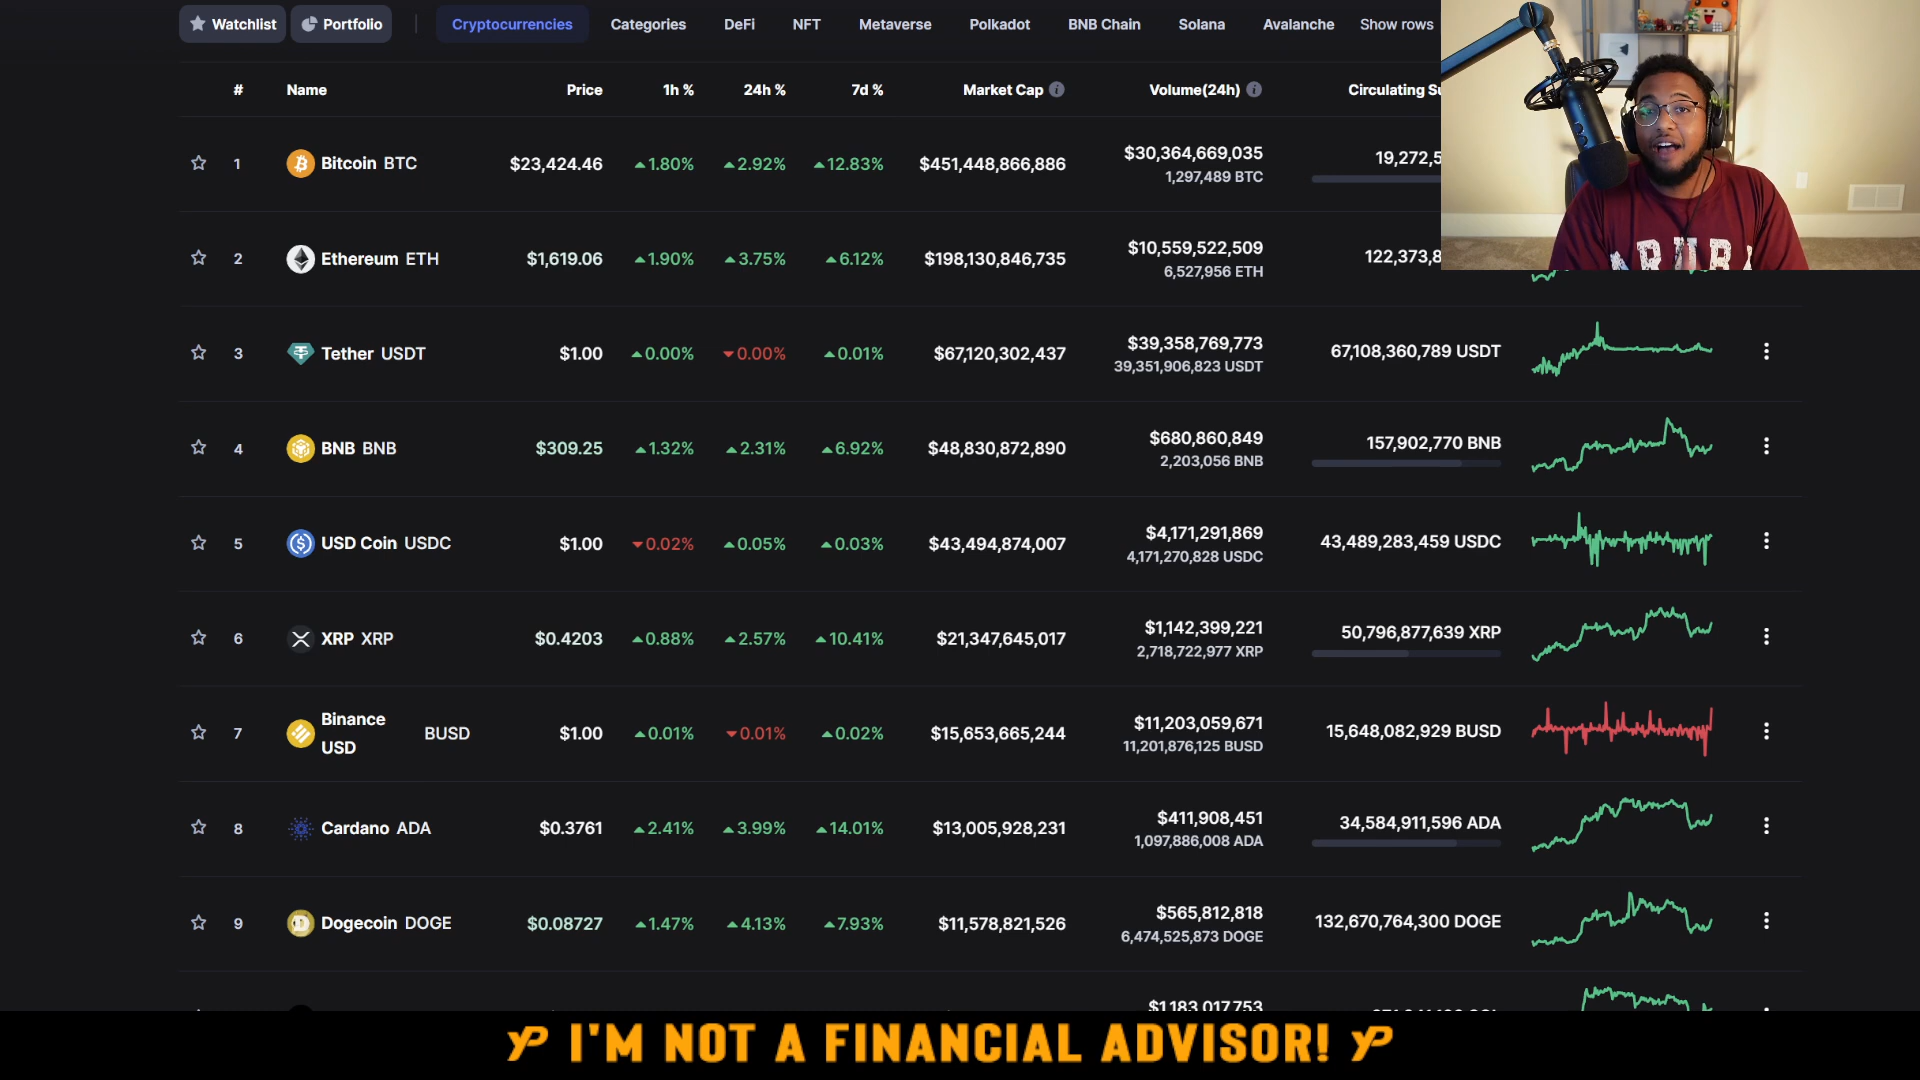 Watchlist Portfolio Cryptocurrencies Categories DeFi NFT Metaverse Polkadot BNB Chain Solana Avalanche Show rows
# Name Price 1h % 24h % 7d % Market Cap Volume(24h) Circulating Su
1 Bitcoin BTC $23,424.46 1.80% 2.92% 12.83% $451,448,866,886 $30,364,669,035 19,272,5
1,297,489 BTC
2 Ethereum ETH $1,619.06 1.90% 3.75% 6.12% $198,130,846,735 $10,559,522,509 122,373,8
6,527,956 ETH
3 Tether USDT $1.00 0.00% 0.00% 0.01% $67,120,302,437 $39,358,769,773 67,108,360,789 USDT
39,351,906,823 USDT
4 BNB BNB $309.25 1.32% 2.31% 6.92% $48,830,872,890 $680,860,849 157,902,770 BNB
2,203,056 BNB
5 USD Coin USDC $1.00 0.02% 0.05% 0.03% $43,494,874,007 $4,171,291,869 43,489,283,459 USDC
4,171,270,828 USDC
6 XRP XRP $0.4203 0.88% 2.57% 10.41% $21,347,645,017 $1,142,399,221 50,796,877,639 XRP
2,718,722,977 XRP
7 Binance USD BUSD $1.00 0.01% 0.01% 0.02% $15,653,665,244 $11,203,059,671 15,648,082,929 BUSD
11,201,876,125 BUSD
8 Cardano ADA $0.3761 2.41% 3.99% 14.01% $13,005,928,231 $411,908,451 34,584,911,596 ADA
1,097,886,008 ADA
9 Dogecoin DOGE $0.08727 1.47% 4.13% 7.93% $11,578,821,526 $565,812,818 132,670,764,300 DOGE
6,474,525,873 DOGE
$1,183,017,753
YP I'M NOT A FINANCIAL ADVISOR! YP